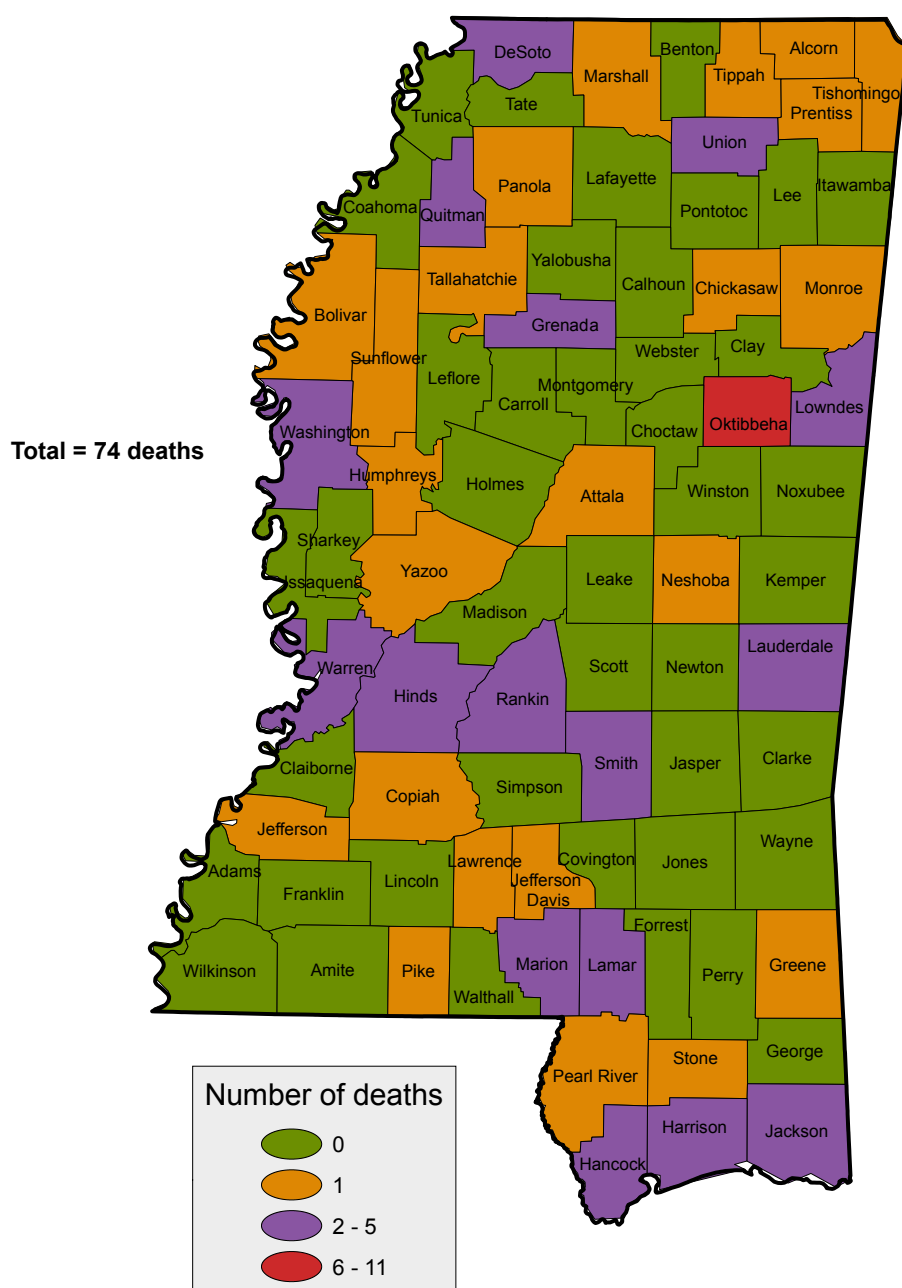 DeSoto
Benton
Alcorn
Marshall
Tippah
Tishomingo
Prentiss
Tate
Tunica
Union
Panola
Lafayette
Itawamba
Lee
Coahoma
Quitman
Pontotoc
Yalobusha
Tallahatchie
Calhoun
Chickasaw
Monroe
Bolivar
Grenada
Sunflower
Webster
Clay
Leflore
Montgomery
Carroll
Lowndes
Oktibbeha
Choctaw
Washington
Total = 74 deaths
Humphreys
Holmes
Attala
Winston
Noxubee
Sharkey
Yazoo
Leake
Neshoba
Kemper
Issaquena
Madison
Lauderdale
Warren
Scott
Newton
Hinds
Rankin
Smith
Jasper
Clarke
Claiborne
Simpson
Copiah
Jefferson
Wayne
Lawrence
Covington
Jones
Adams
Lincoln
Jefferson
Davis
Franklin
Forrest
Marion
Lamar
Greene
Wilkinson
Amite
Pike
Perry
Walthall
George
Stone
Pearl River
Harrison
Jackson
Hancock
Number of deaths
0
1
2 - 5
6 - 11